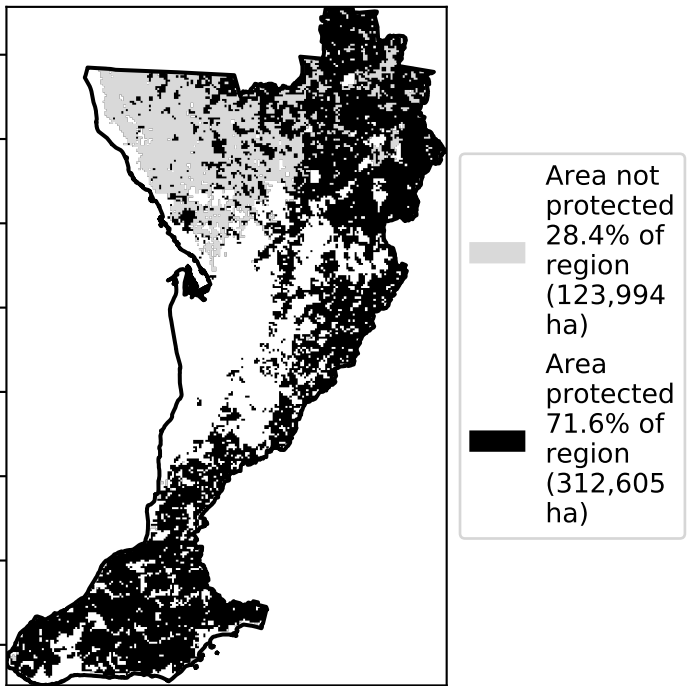 Area not
protected
28.4% of
region
(123,994
ha)
Area
protected
71.6% of
region
(312,605
ha)